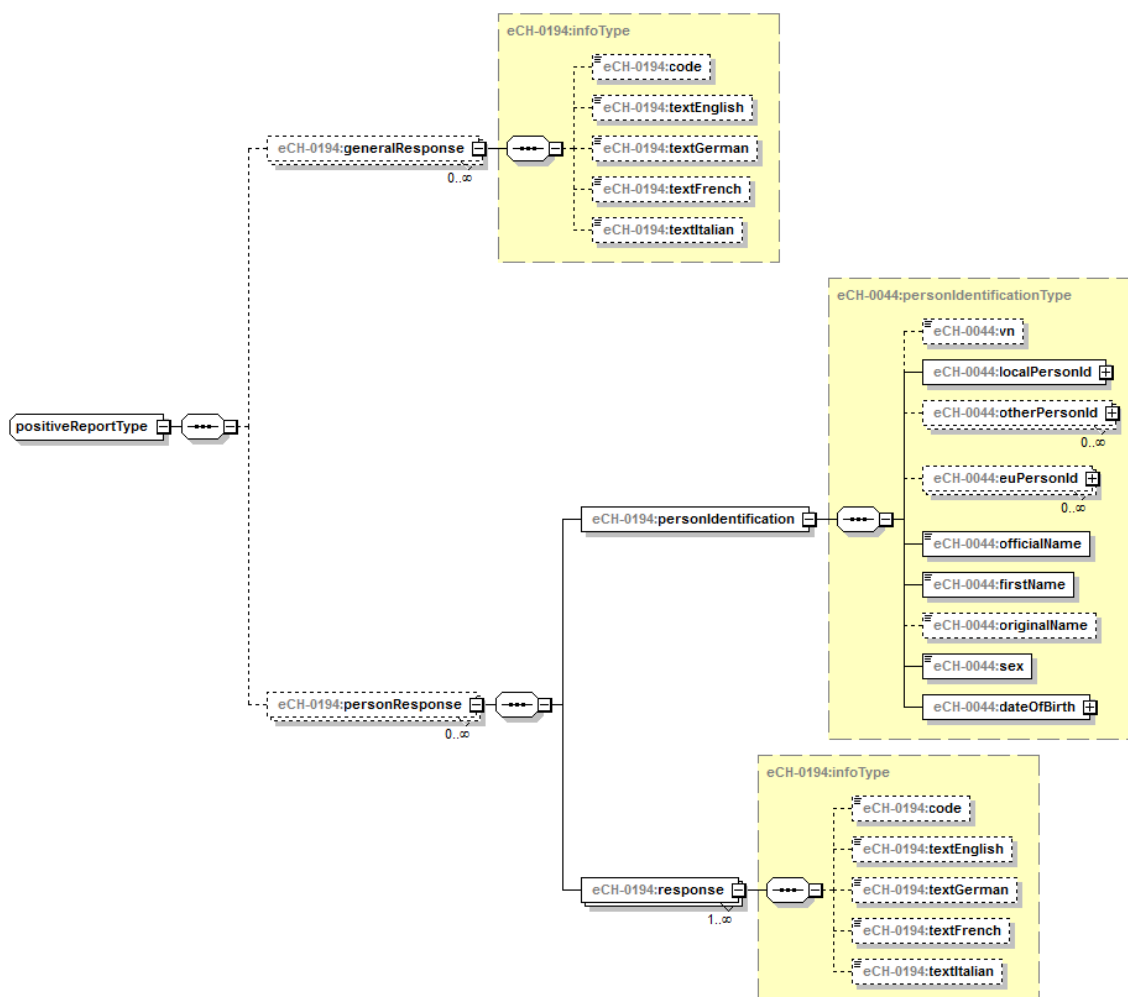 eCH-0194:infoType
eCH-0194:code
eCH-0194:textEnglish
eCH-0194:generalResponse
eCH-0194:textGerman
0..∞
eCH-0194:textFrench
eCH-0194:textItalian
eCH-0044:personIdentificationType
eCH-0044:vn
eCH-0044:localPersonId
positiveReportType
eCH-0044:otherPersonId
0..∞
eCH-0044:euPersonId
0..∞
eCH-0194:personIdentification
eCH-0044:officialName
eCH-0044:firstName
eCH-0044:originalName
eCH-0044:sex
eCH-0194:personResponse
0..∞
eCH-0044:dateOfBirth
eCH-0194:infoType
eCH-0194:code
eCH-0194:textEnglish
eCH-0194:response
1..∞
eCH-0194:textGerman
eCH-0194:textFrench
eCH-0194:textItalian